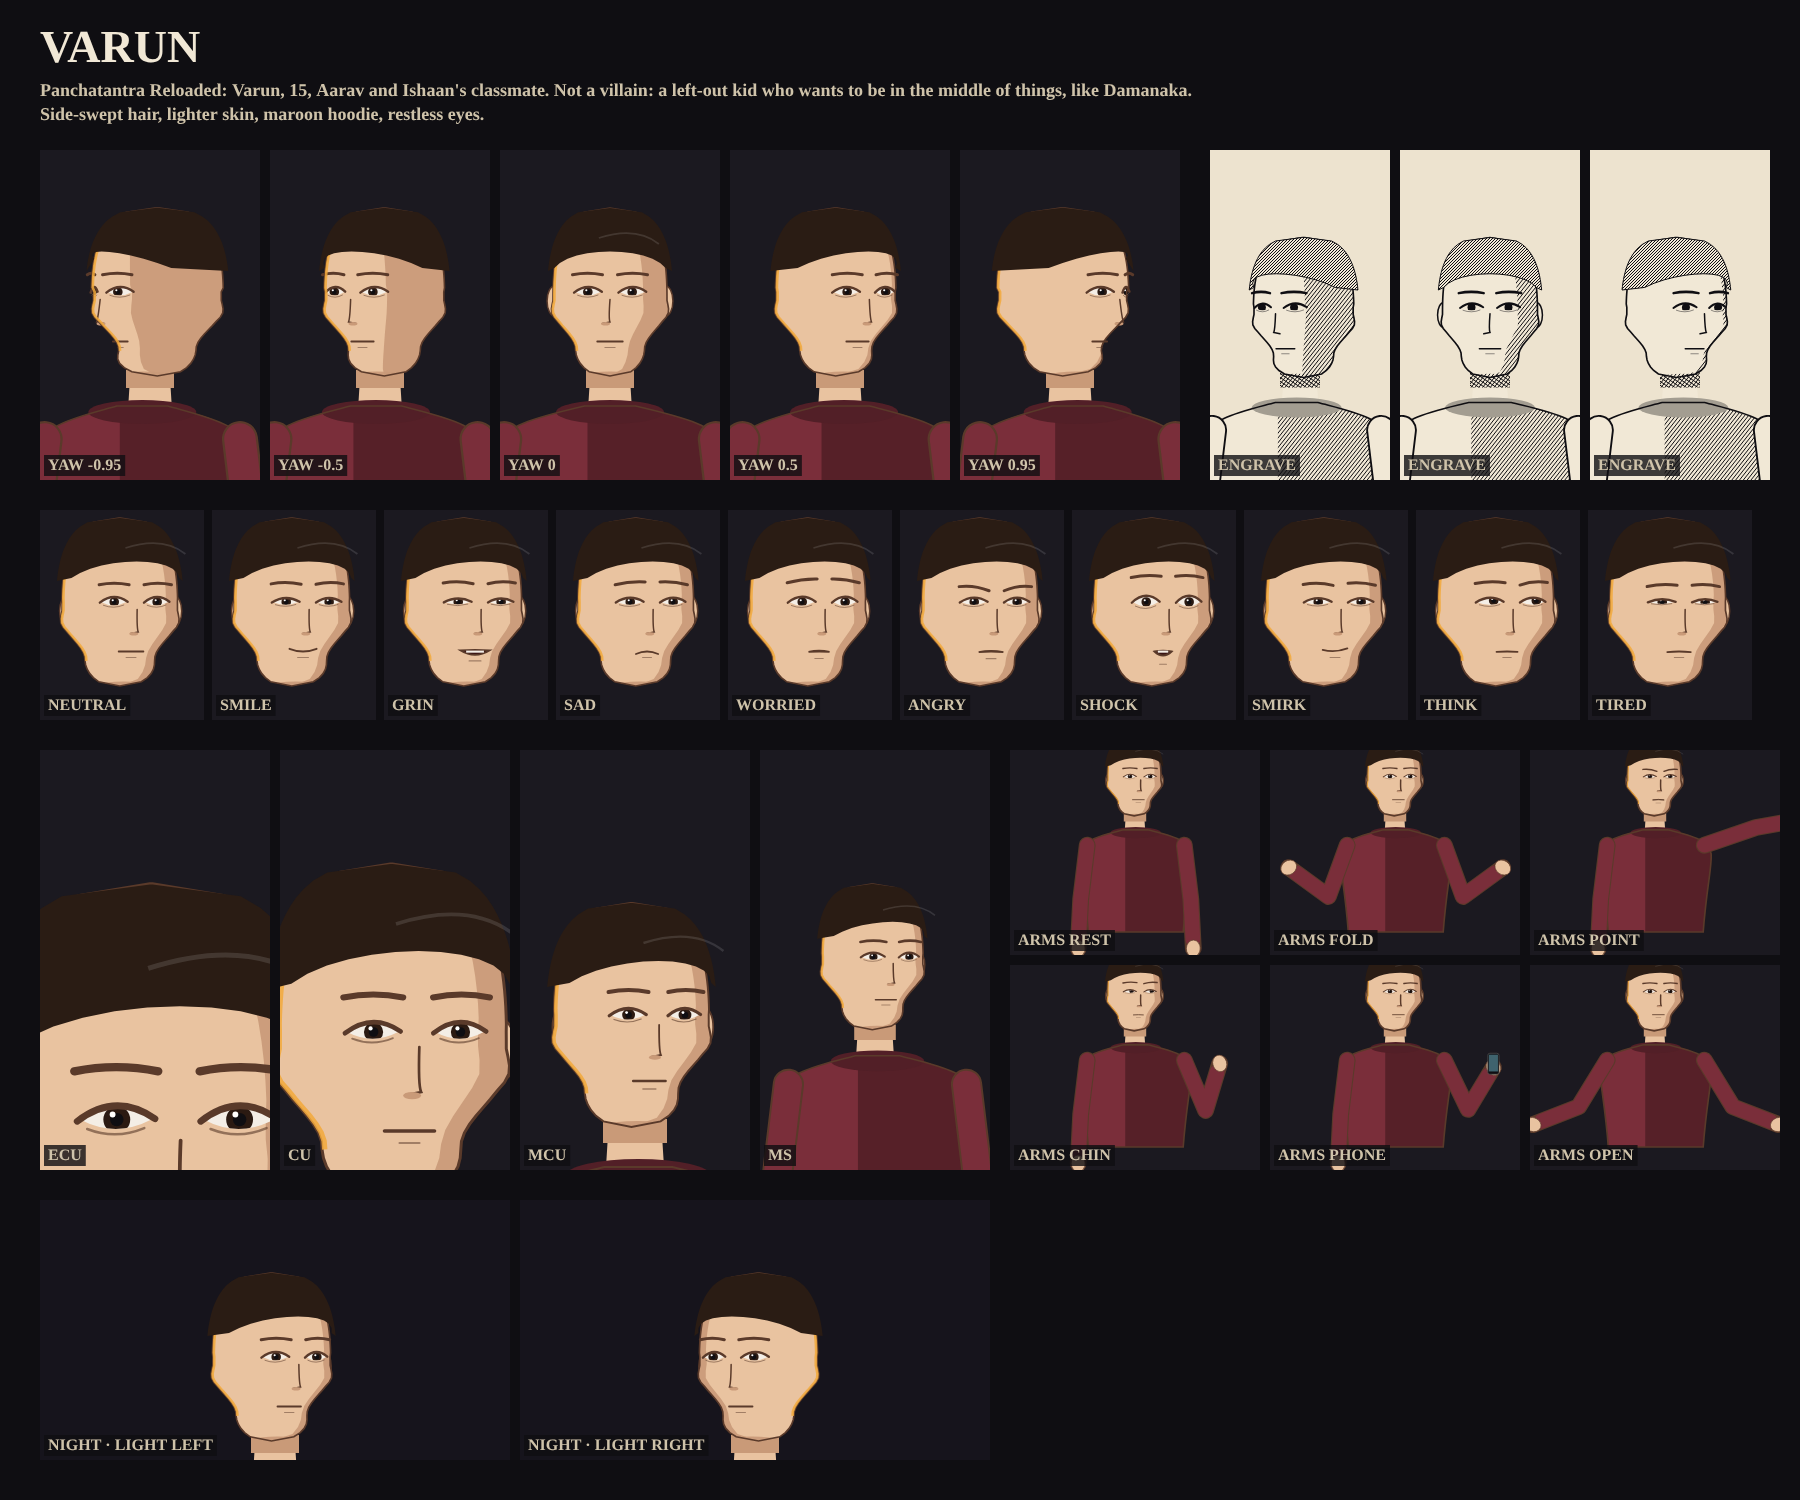 VARUN
Panchatantra Reloaded: Varun, 15, Aarav and Ishaan's classmate. Not a villain: a left-out kid who wants to be in the middle of things, like Damanaka.
Side-swept hair, lighter skin, maroon hoodie, restless eyes.
YAW -0.95
YAW -0.5
YAW 0
YAW 0.5
YAW 0.95
ENGRAVE
ENGRAVE
ENGRAVE
NEUTRAL
SMILE
GRIN
SAD
WORRIED
ANGRY
SHOCK
SMIRK
THINK
TIRED
ARMS REST
ARMS FOLD
ARMS POINT
ECU
CU
MCU
MS
ARMS CHIN
ARMS PHONE
ARMS OPEN
NIGHT · LIGHT LEFT
NIGHT · LIGHT RIGHT